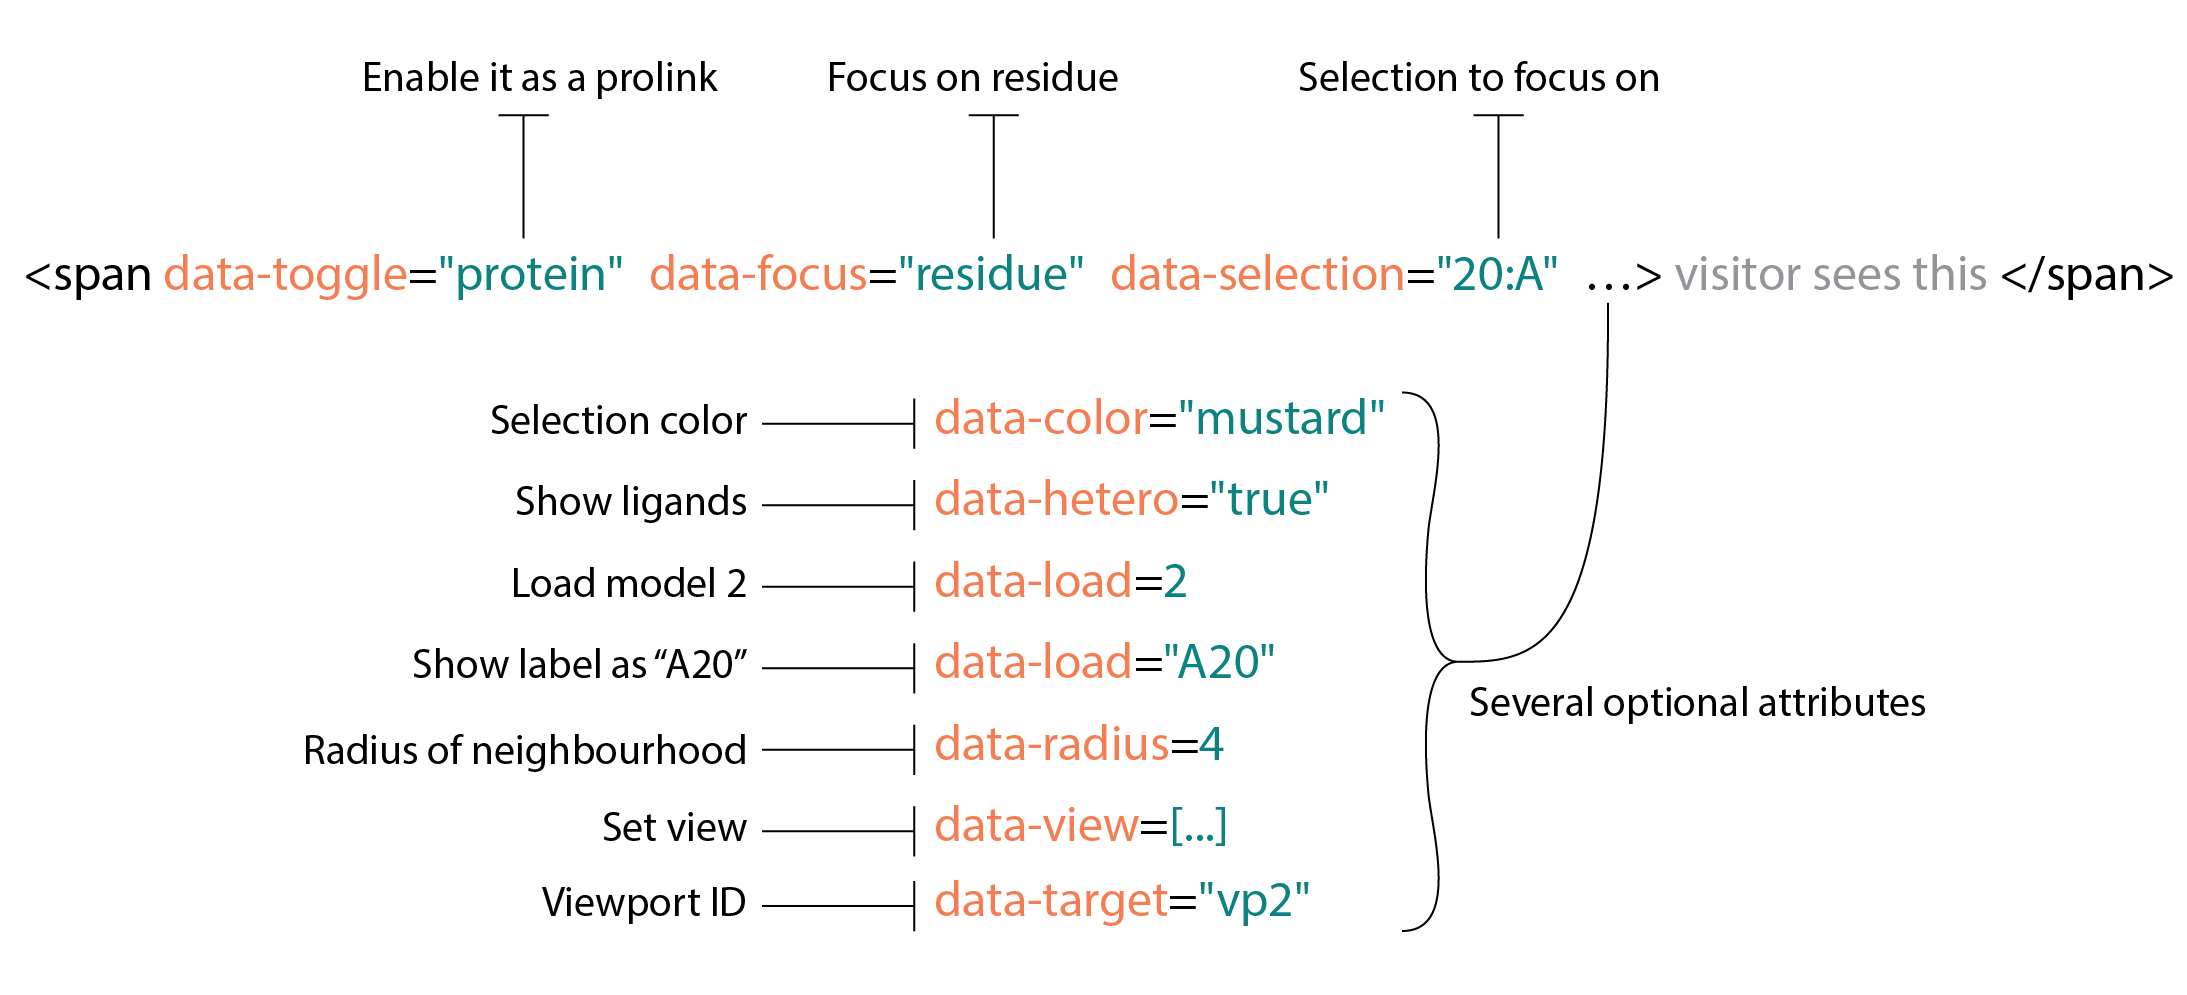 Enable it as a prolink Focus on residue Selection to focus on
<span data-toggle="protein" data-focus="residue" data-selection="20:A" ...> visitor sees this </span>
Selection color data-color="mustard"
Show ligands data-hetero="true"
Load model 2 data-load=2
Show label as “A20” data-load="A20"
Several optional attributes
Radius of neighbourhood data-radius=4
Set view data-view=[...]
Viewport ID data-target="vp2"